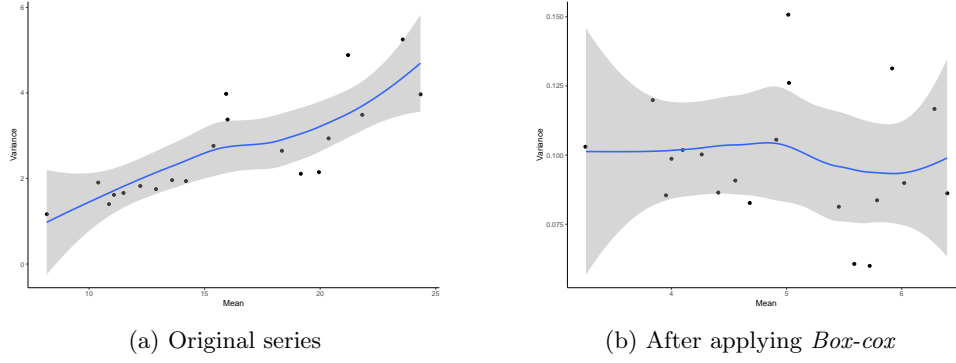 6
4
2
0
Variance
10
15
20
25
Mean
(a) Original series
0.150
0.125
0.100
0.075
Variance
4
5
6
Mean
(b) After applying Box-cox